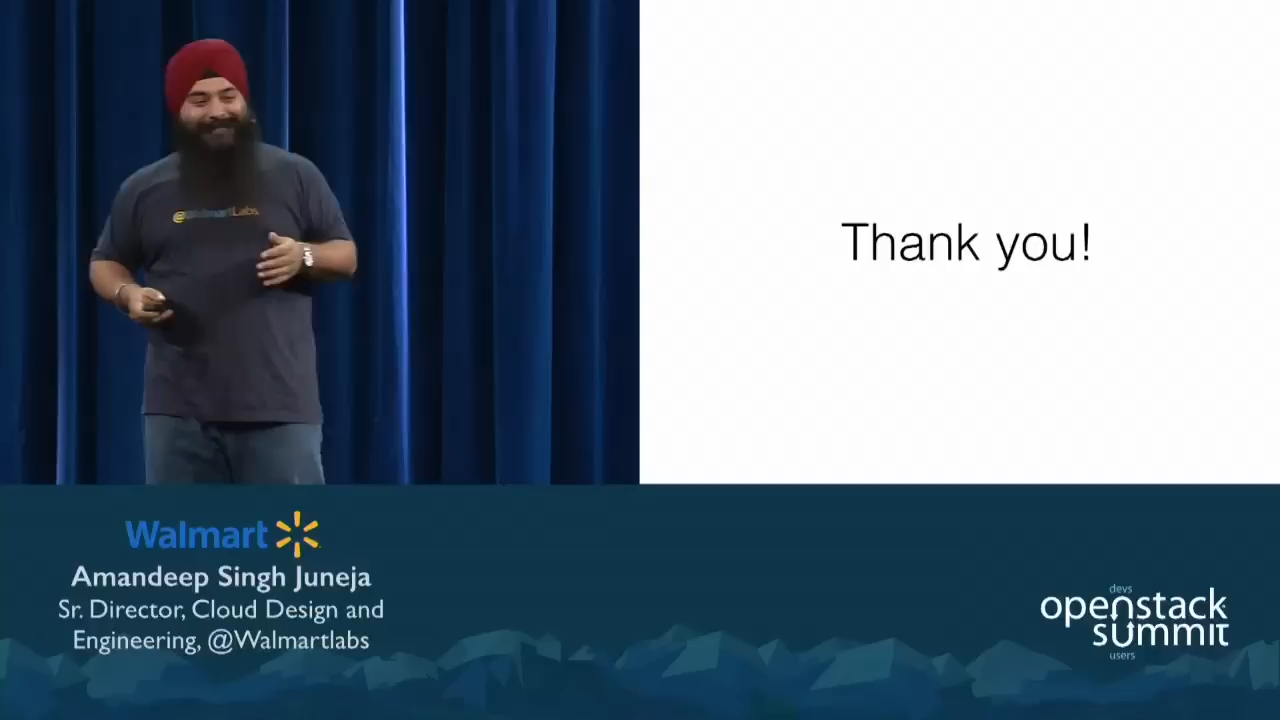 @WalmartLabs
Thank you!
Walmart
Amandeep Singh Juneja
Sr. Director, Cloud Design and
Engineering, @Walmartlabs
devs
openstack
summit
users